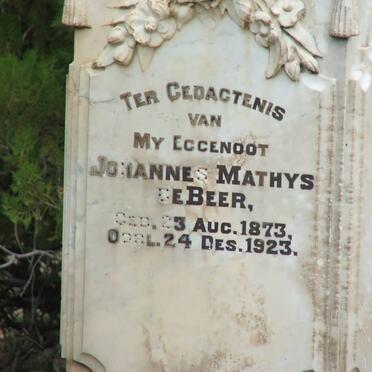 TER GEDACTENIS
VAN
MY EGGENOOT
JOHANNES MATHYS
DEBEER,
GEB. 23 AUG. 1873,
OORL. 24 DES. 1923.